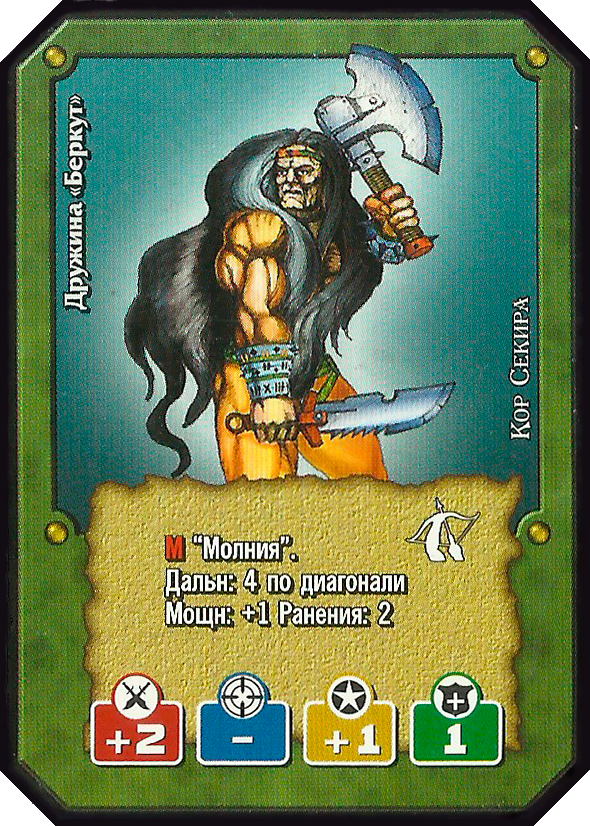 Дружина «Беркут»
Кор Секира
М "Молния".
Дальн: 4 по диагонали
Мощн: +1 Ранения: 2
+2 - +1 1